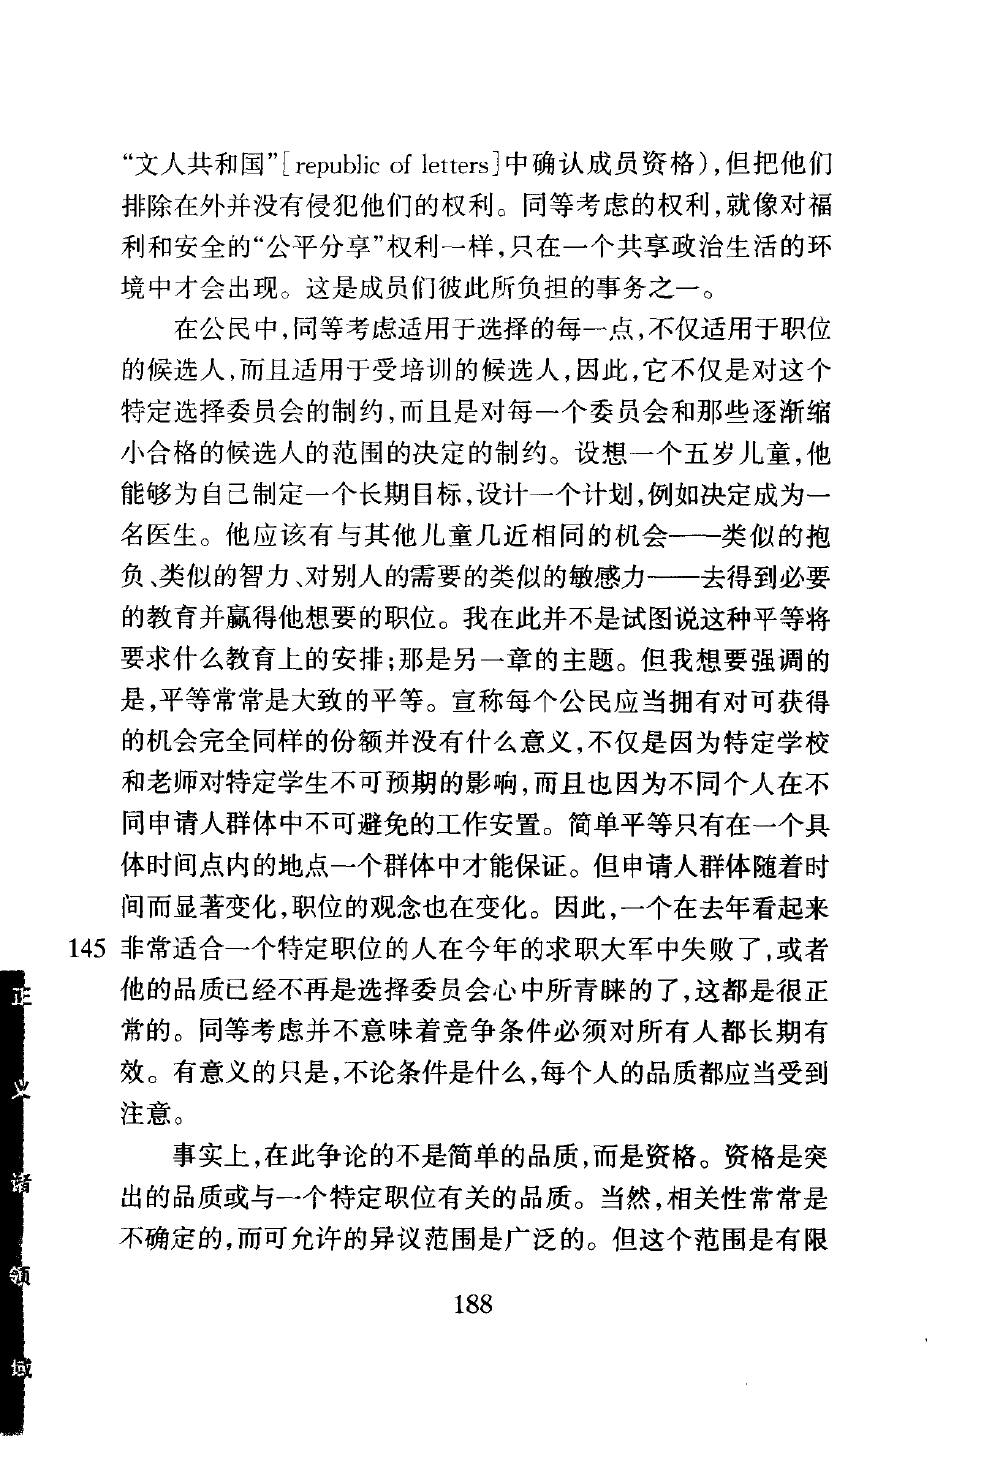 “文人共和国”[republic of letters]中确认成员资格），但把他们
排除在外并没有侵犯他们的权利。同等考虑的权利，就像对福
利和安全的“公平分享”权利一样，只在一个共享政治生活的环
境中才会出现。这是成员们彼此所负担的事务之一。
在公民中，同等考虑适用于选择的每一点，不仅适用于职位
的候选人，而且适用于受培训的候选人，因此，它不仅是对这个
特定选择委员会的制约，而且是对每一个委员会和那些逐渐缩
小合格的候选人的范围的决定的制约。设想一个五岁儿童，他
能够为自己制定一个长期目标，设计一个计划，例如决定成为一
名医生。他应该有与其他儿童几近相同的机会——类似的抱
负、类似的智力、对别人的需要的类似的敏感力——去得到必要
的教育并赢得他想要的职位。我在此并不是试图说这种平等将
要求什么教育上的安排；那是另一章的主题。但我想要强调的
是，平等常常是大致的平等。宣称每个公民应当拥有对可获得
的机会完全同样的份额并没有什么意义，不仅是因为特定学校
和老师对特定学生不可预期的影响，而且也因为不同个人在不
同申请人群体中不可避免的工作安置。简单平等只有在一个具
体时间点内的地点一个群体中才能保证。但申请人群体随着时
间而显著变化，职位的观念也在变化。因此，一个在去年看起来
145 非常适合一个特定职位的人在今年的求职大军中失败了，或者
他的品质已经不再是选择委员会心中所青睐的了，这都是很正
常的。同等考虑并不意味着竞争条件必须对所有人都长期有
效。有意义的只是，不论条件是什么，每个人的品质都应当受到
注意。
事实上，在此争论的不是简单的品质，而是资格。资格是突
出的品质或与一个特定职位有关的品质。当然，相关性常常是
不确定的，而可允许的异议范围是广泛的。但这个范围是有限
188
正
义
诸
领
域